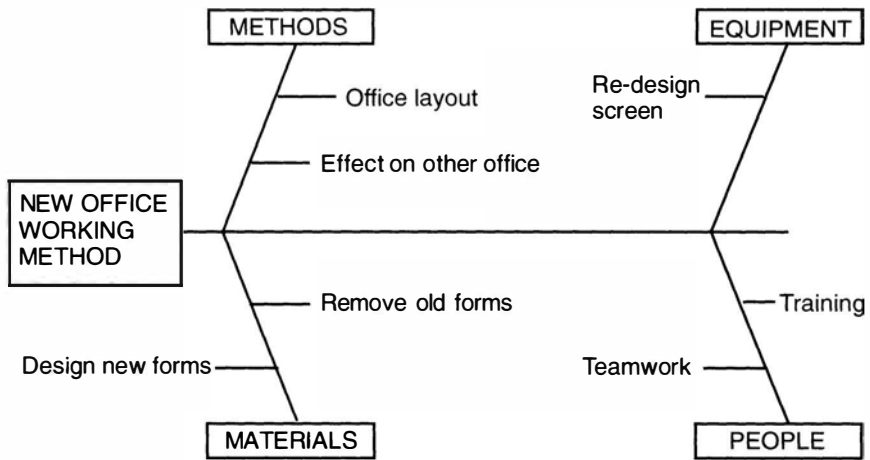 METHODS
EQUIPMENT
Office layout
Re-design
screen
Effect on other office
NEW OFFICE
WORKING
METHOD
Remove old forms
Training
Design new forms
Teamwork
MATERIALS
PEOPLE